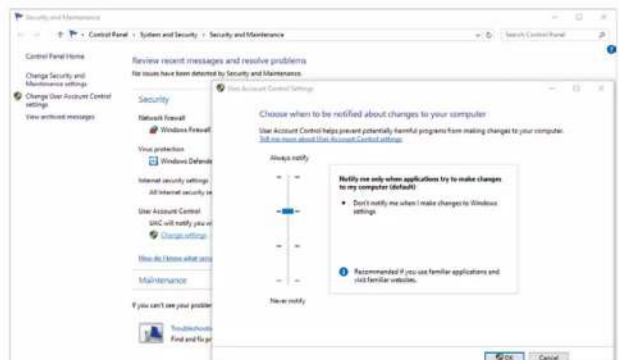 Security and Maintenance
Control Panel › System and Security › Security and Maintenance
Search Control Panel
Control Panel Home
Change Security and
Maintenance settings
Change User Account Control
settings
View archived messages
Review recent messages and resolve problems
No issues have been detected by Security and Maintenance.
Security
Network firewall
Windows Firewall
Virus protection
Windows Defende
Internet security settings
All Internet security se
User Account Control
UAC will notify you w
Change settings
How do I know what secu
Maintenance
If you can't see your problem
Troubleshoot
Find and fix pr
User Account Control Settings
Choose when to be notified about changes to your computer
User Account Control helps prevent potentially harmful programs from making changes to your computer.
Tell me more about User Account Control settings
Always notify
Notify me only when applications try to make changes
to my computer (default)
• Don't notify me when I make changes to Windows
settings
Recommended if you use familiar applications and
visit familiar websites.
Never notify
OK
Cancel